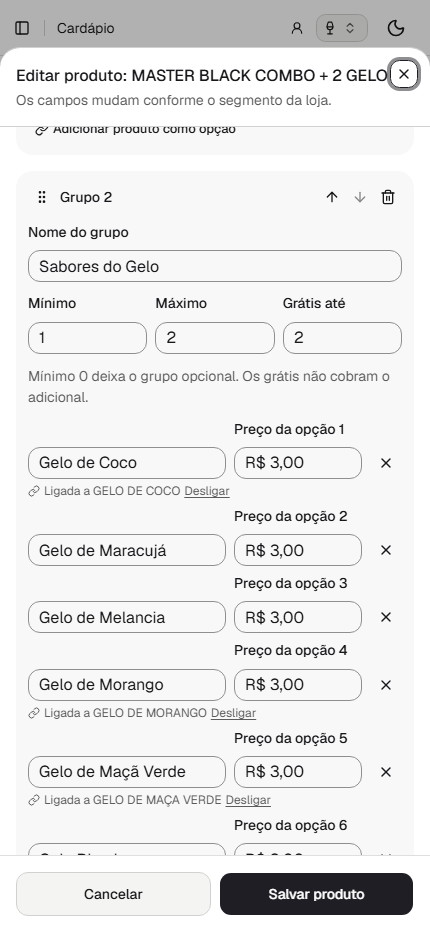 Cardápio
Editar produto: MASTER BLACK COMBO + 2 GELO
Os campos mudam conforme o segmento da loja.
Adicionar produto como opção
Grupo 2
Nome do grupo
Sabores do Gelo
Mínimo Máximo Grátis até
1 2 2
Mínimo 0 deixa o grupo opcional. Os grátis não cobram o
adicional.
Preço da opção 1
Gelo de Coco R$ 3,00
Ligada a GELO DE COCO Desligar
Preço da opção 2
Gelo de Maracujá R$ 3,00
Preço da opção 3
Gelo de Melancia R$ 3,00
Preço da opção 4
Gelo de Morango R$ 3,00
Ligada a GELO DE MORANGO Desligar
Preço da opção 5
Gelo de Maçã Verde R$ 3,00
Ligada a GELO DE MAÇA VERDE Desligar
Preço da opção 6
Cancelar Salvar produto